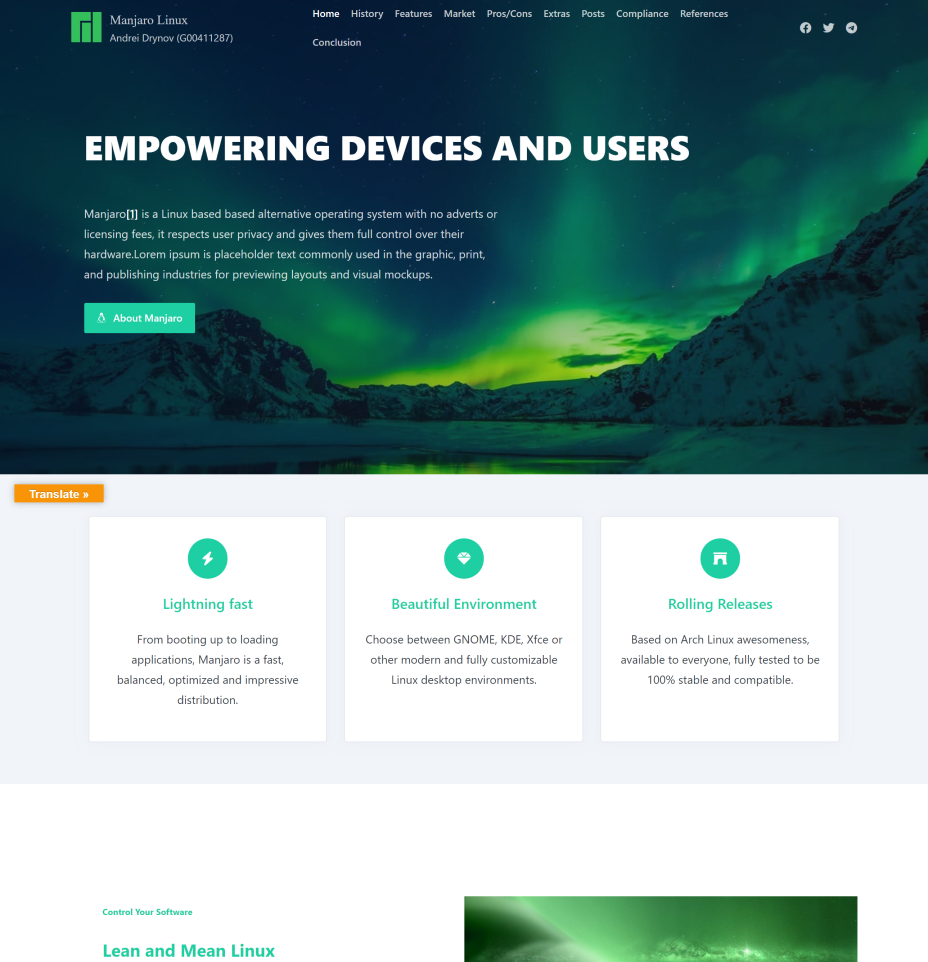 Manjaro Linux
Andrei Drynov (G00411287)
Home History Features Market Pros/Cons Extras Posts Compliance References
Conclusion
EMPOWERING DEVICES AND USERS
Manjaro[1] is a Linux based based alternative operating system with no adverts or
licensing fees, it respects user privacy and gives them full control over their
hardware.Lorem ipsum is placeholder text commonly used in the graphic, print,
and publishing industries for previewing layouts and visual mockups.
About Manjaro
Translate »
Lightning fast
From booting up to loading
applications, Manjaro is a fast,
balanced, optimized and impressive
distribution.
Beautiful Environment
Choose between GNOME, KDE, Xfce or
other modern and fully customizable
Linux desktop environments.
Rolling Releases
Based on Arch Linux awesomeness,
available to everyone, fully tested to be
100% stable and compatible.
Control Your Software
Lean and Mean Linux